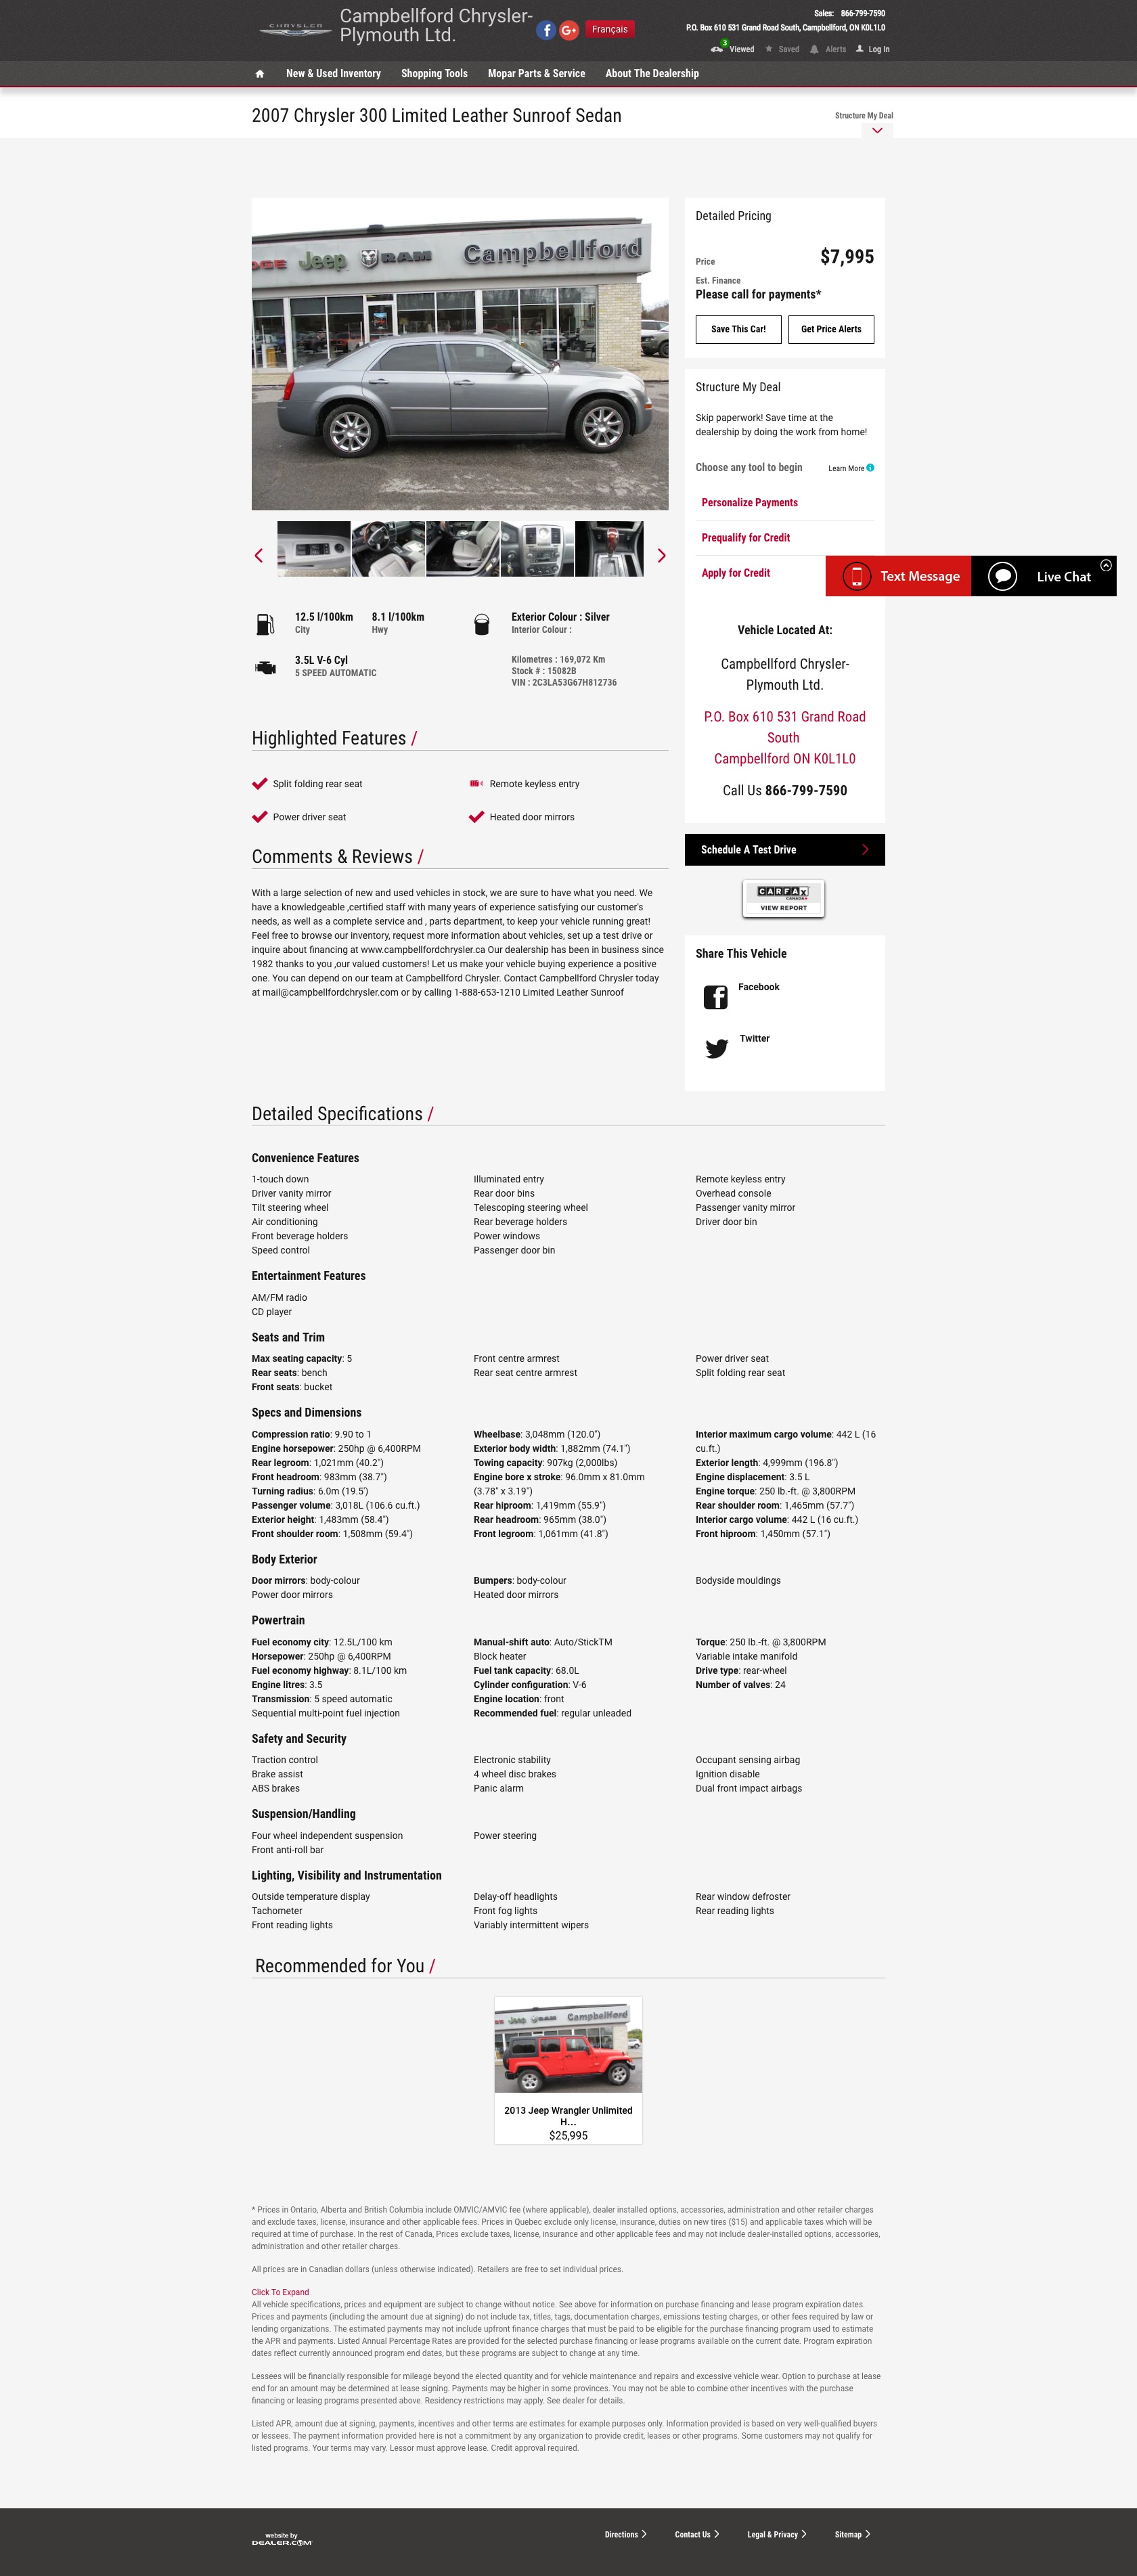 CHRYSLER
Campbellford Chrysler-
Plymouth Ltd.
Français
Sales: 866-799-7590
P.O. Box 610 531 Grand Road South, Campbellford, ON K0L1L0
3
Viewed Saved Alerts Log In
New & Used Inventory Shopping Tools Mopar Parts & Service About The Dealership
2007 Chrysler 300 Limited Leather Sunroof Sedan
Structure My Deal
DGE Jeep RAM Campbellford
Detailed Pricing
Price $7,995
Est. Finance
Please call for payments*
Save This Car! Get Price Alerts
Structure My Deal
Skip paperwork! Save time at the
dealership by doing the work from home!
Choose any tool to begin Learn More
Personalize Payments
Prequalify for Credit
Apply for Credit
Text Message Live Chat
12.5 l/100km 8.1 l/100km
City Hwy
Exterior Colour : Silver
Interior Colour :
3.5L V-6 Cyl
5 SPEED AUTOMATIC
Kilometres : 169,072 Km
Stock # : 15082B
VIN : 2C3LA53G67H812736
Vehicle Located At:
Campbellford Chrysler-
Plymouth Ltd.
P.O. Box 610 531 Grand Road
South
Campbellford ON K0L1L0
Call Us 866-799-7590
Schedule A Test Drive
CARFAX
CANADA
VIEW REPORT
Share This Vehicle
Facebook
Twitter
Highlighted Features /
Split folding rear seat Remote keyless entry
Power driver seat Heated door mirrors
Comments & Reviews /
With a large selection of new and used vehicles in stock, we are sure to have what you need. We
have a knowledgeable ,certified staff with many years of experience satisfying our customer's
needs, as well as a complete service and , parts department, to keep your vehicle running great!
Feel free to browse our inventory, request more information about vehicles, set up a test drive or
inquire about financing at www.campbellfordchrysler.ca Our dealership has been in business since
1982 thanks to you ,our valued customers! Let us make your vehicle buying experience a positive
one. You can depend on our team at Campbellford Chrysler. Contact Campbellford Chrysler today
at mail@campbellfordchrysler.com or by calling 1-888-653-1210 Limited Leather Sunroof
Detailed Specifications /
Convenience Features
1-touch down Illuminated entry Remote keyless entry
Driver vanity mirror Rear door bins Overhead console
Tilt steering wheel Telescoping steering wheel Passenger vanity mirror
Air conditioning Rear beverage holders Driver door bin
Front beverage holders Power windows
Speed control Passenger door bin
Entertainment Features
AM/FM radio
CD player
Seats and Trim
Max seating capacity: 5 Front centre armrest Power driver seat
Rear seats: bench Rear seat centre armrest Split folding rear seat
Front seats: bucket
Specs and Dimensions
Compression ratio: 9.90 to 1 Wheelbase: 3,048mm (120.0") Interior maximum cargo volume: 442 L (16
Engine horsepower: 250hp @ 6,400RPM Exterior body width: 1,882mm (74.1") cu.ft.)
Rear legroom: 1,021mm (40.2") Towing capacity: 907kg (2,000lbs) Exterior length: 4,999mm (196.8")
Front headroom: 983mm (38.7") Engine bore x stroke: 96.0mm x 81.0mm Engine displacement: 3.5 L
Turning radius: 6.0m (19.5') (3.78" x 3.19") Engine torque: 250 lb.-ft. @ 3,800RPM
Passenger volume: 3,018L (106.6 cu.ft.) Rear hiproom: 1,419mm (55.9") Rear shoulder room: 1,465mm (57.7")
Exterior height: 1,483mm (58.4") Rear headroom: 965mm (38.0") Interior cargo volume: 442 L (16 cu.ft.)
Front shoulder room: 1,508mm (59.4") Front legroom: 1,061mm (41.8") Front hiproom: 1,450mm (57.1")
Body Exterior
Door mirrors: body-colour Bumpers: body-colour Bodyside mouldings
Power door mirrors Heated door mirrors
Powertrain
Fuel economy city: 12.5L/100 km Manual-shift auto: Auto/StickTM Torque: 250 lb.-ft. @ 3,800RPM
Horsepower: 250hp @ 6,400RPM Block heater Variable intake manifold
Fuel economy highway: 8.1L/100 km Fuel tank capacity: 68.0L Drive type: rear-wheel
Engine litres: 3.5 Cylinder configuration: V-6 Number of valves: 24
Transmission: 5 speed automatic Engine location: front
Sequential multi-point fuel injection Recommended fuel: regular unleaded
Safety and Security
Traction control Electronic stability Occupant sensing airbag
Brake assist 4 wheel disc brakes Ignition disable
ABS brakes Panic alarm Dual front impact airbags
Suspension/Handling
Four wheel independent suspension Power steering
Front anti-roll bar
Lighting, Visibility and Instrumentation
Outside temperature display Delay-off headlights Rear window defroster
Tachometer Front fog lights Rear reading lights
Front reading lights Variably intermittent wipers
Recommended for You /
Jeep RAM Campbellford
2013 Jeep Wrangler Unlimited
H...
$25,995
* Prices in Ontario, Alberta and British Columbia include OMVIC/AMVIC fee (where applicable), dealer installed options, accessories, administration and other retailer charges
and exclude taxes, license, insurance and other applicable fees. Prices in Quebec exclude only license, insurance, duties on new tires ($15) and applicable taxes which will be
required at time of purchase. In the rest of Canada, Prices exclude taxes, license, insurance and other applicable fees and may not include dealer-installed options, accessories,
administration and other retailer charges.
All prices are in Canadian dollars (unless otherwise indicated). Retailers are free to set individual prices.
Click To Expand
All vehicle specifications, prices and equipment are subject to change without notice. See above for information on purchase financing and lease program expiration dates.
Prices and payments (including the amount due at signing) do not include tax, titles, tags, documentation charges, emissions testing charges, or other fees required by law or
lending organizations. The estimated payments may not include upfront finance charges that must be paid to be eligible for the purchase financing program used to estimate
the APR and payments. Listed Annual Percentage Rates are provided for the selected purchase financing or lease programs available on the current date. Program expiration
dates reflect currently announced program end dates, but these programs are subject to change at any time.
Lessees will be financially responsible for mileage beyond the elected quantity and for vehicle maintenance and repairs and excessive vehicle wear. Option to purchase at lease
end for an amount may be determined at lease signing. Payments may be higher in some provinces. You may not be able to combine other incentives with the purchase
financing or leasing programs presented above. Residency restrictions may apply. See dealer for details.
Listed APR, amount due at signing, payments, incentives and other terms are estimates for example purposes only. Information provided is based on very well-qualified buyers
or lessees. The payment information provided here is not a commitment by any organization to provide credit, leases or other programs. Some customers may not qualify for
listed programs. Your terms may vary. Lessor must approve lease. Credit approval required.
website by
DEALER.COM
Directions Contact Us Legal & Privacy Sitemap